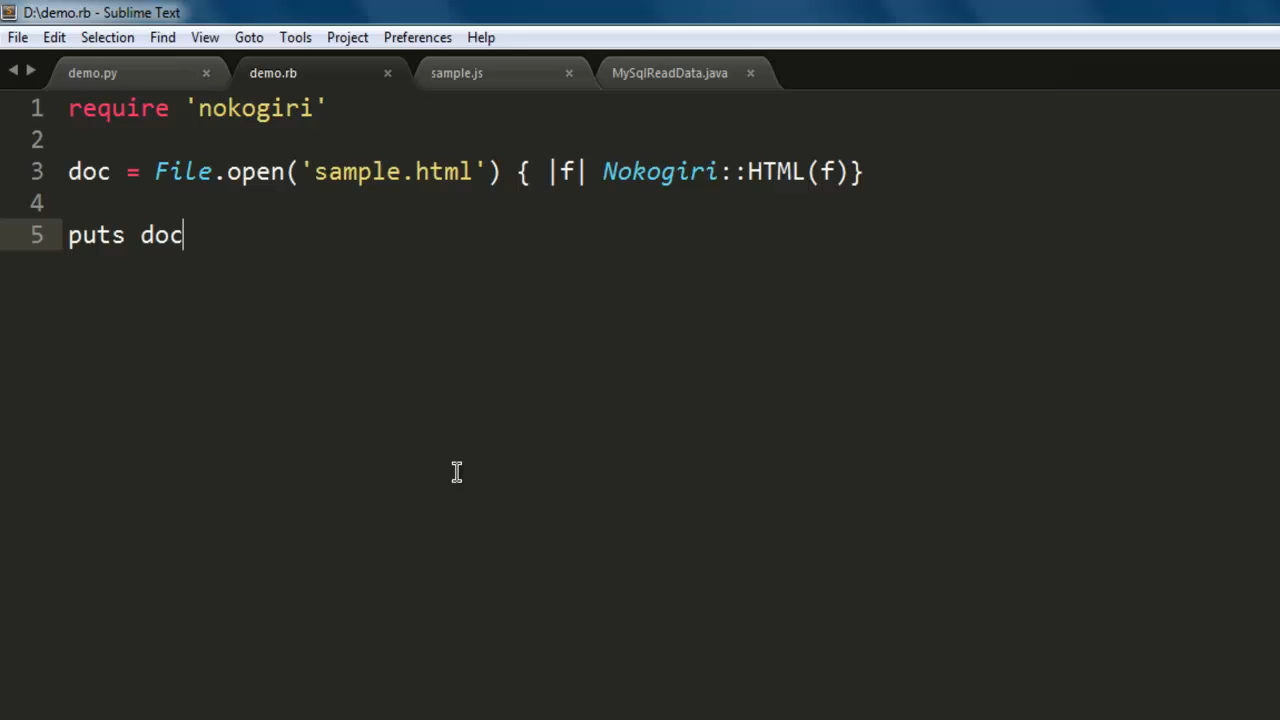 D:\demo.rb - Sublime Text
File Edit Selection Find View Goto Tools Project Preferences Help
demo.py × demo.rb × sample.js × MySqlReadData.java ×
1 require 'nokogiri'
2
3 doc = File.open('sample.html') { |f| Nokogiri::HTML(f)}
4
5 puts doc